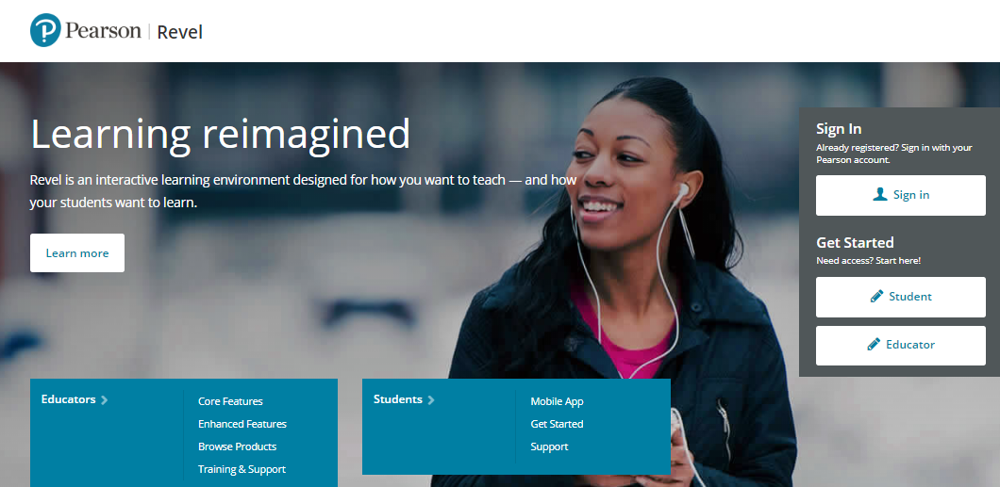 Pearson | Revel
Learning reimagined
Revel is an interactive learning environment designed for how you want to teach — and how
your students want to learn.
Learn more
Sign In
Already registered? Sign in with your
Pearson account.
Sign in
Get Started
Need access? Start here!
Student
Educator
Educators
Core Features
Enhanced Features
Browse Products
Training & Support
Students
Mobile App
Get Started
Support